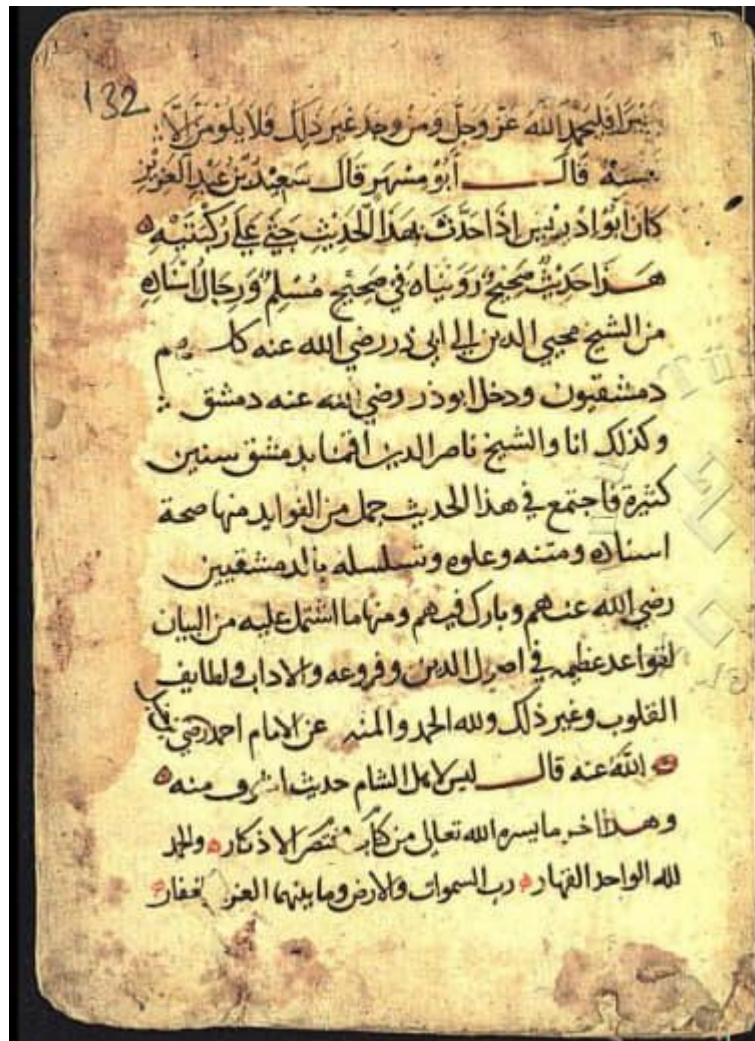 132
خيرا فليحمد الله عز وجل ومن وجد غير ذلك فلا يلومن الا
نفسه قال أبو مسهر قال سعيد بن عبد العزيز
كان ابو ادريس اذا حدث بهذا الحديث جثى على ركبتيه
هذا حديث صحيح رويناه في صحيح مسلم ورجال اسناده
من الشيخ محيي الدين الى ابي ذر رضي الله عنه كلهم
دمشقيون ودخل ابو ذر رضي الله عنه دمشق
وكذلك انا والشيخ ناصر الدين اقمنا بدمشق سنين
كثيرة فاجتمع في هذا الحديث جمل من الفوايد منها صحة
اسناده ومتنه وعلوه وتسلسله بالدمشقيين
رضي الله عنهم وبارك فيهم ومنها ما اشتمل عليه من البيان
لقواعد عظيمه في اصول الدين وفروعه والاداب ولطايف
القلوب وغير ذلك ولله الحمد والمنه عن الامام احمد رضي
الله عنه قال ليس لاهل الشام حديث اشرف منه
وهذا اخر ما يسره الله تعالى من كتاب مختصر الاذكار والحمد
لله الواحد القهار رب السموات والارض وما بينهما العزيز الغفار